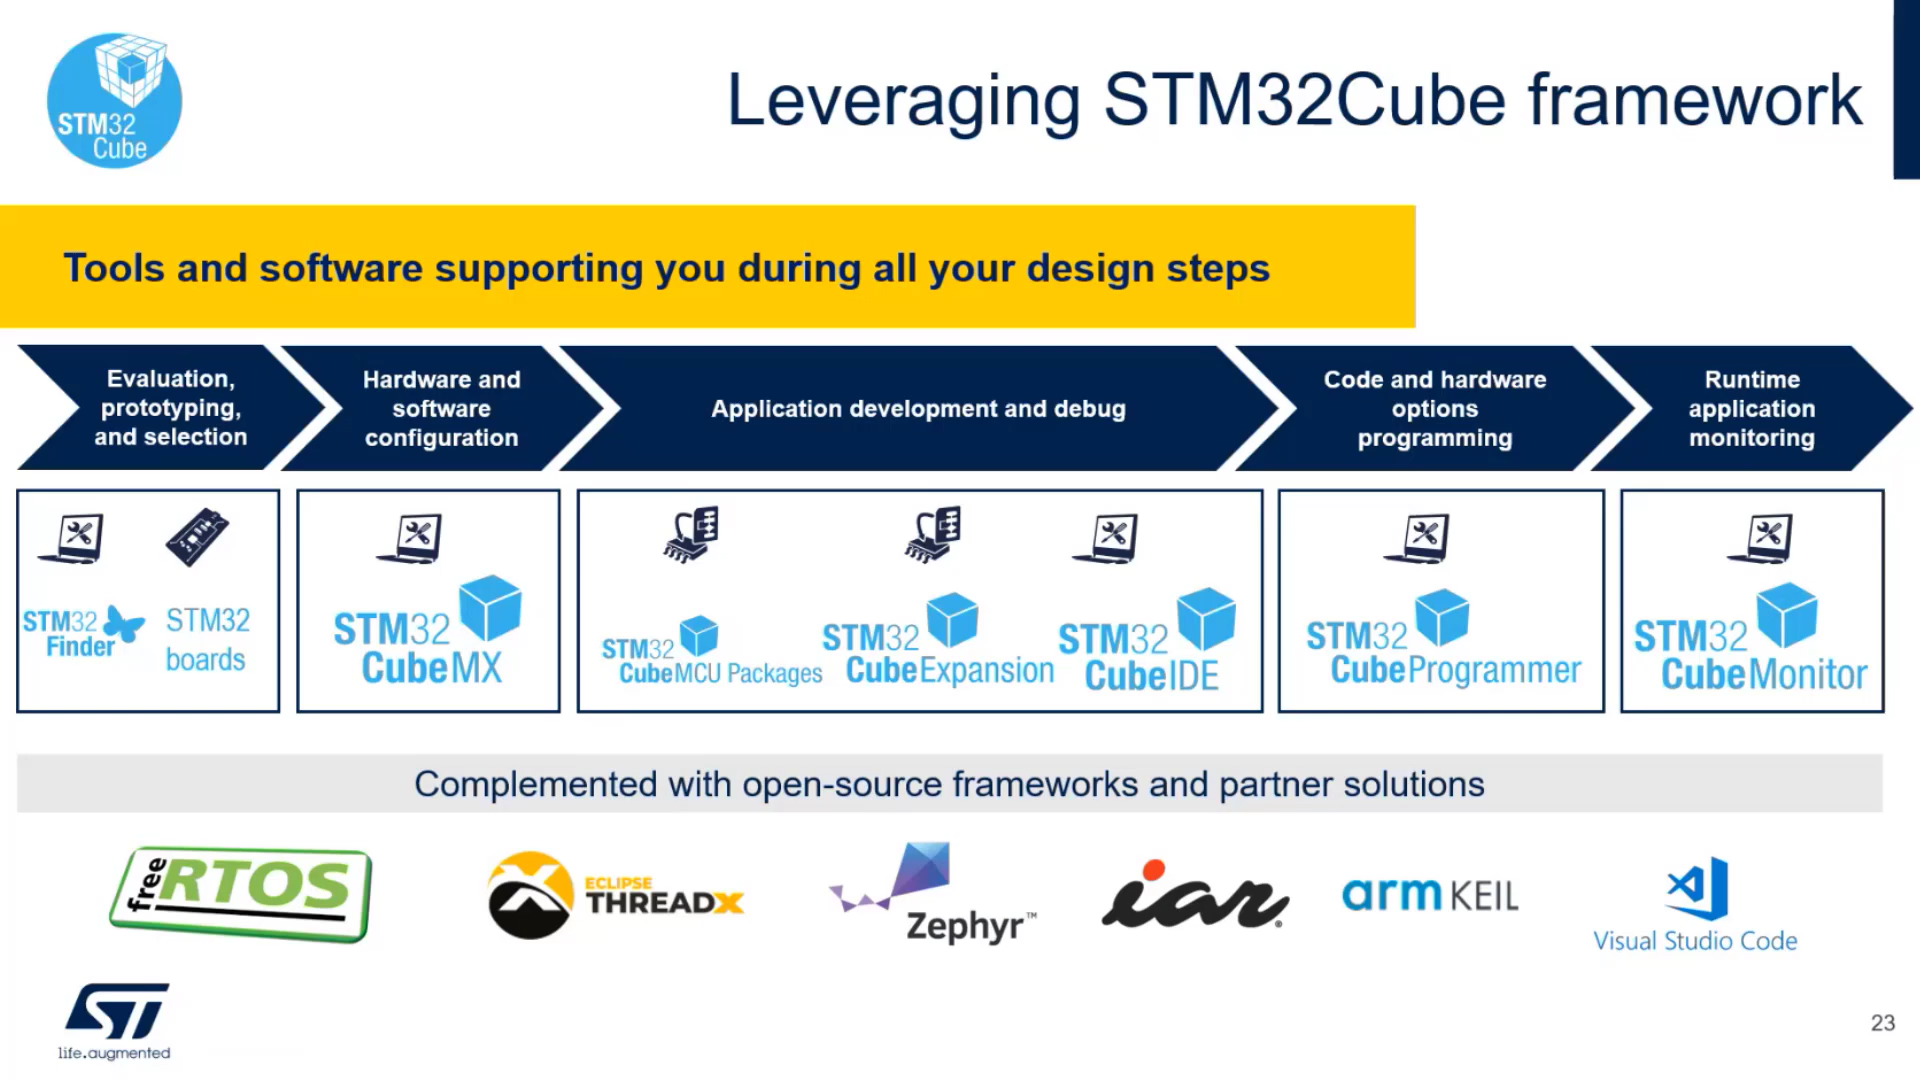 STM32
Cube
Leveraging STM32Cube framework
Tools and software supporting you during all your design steps
Evaluation,
prototyping,
and selection
Hardware and
software
configuration
Application development and debug
Code and hardware
options
programming
Runtime
application
monitoring
STM32
Finder
STM32
boards
STM32
CubeMX
STM32
CubeMCU Packages
STM32
CubeExpansion
STM32
CubeIDE
STM32
CubeProgrammer
STM32
CubeMonitor
Complemented with open-source frameworks and partner solutions
freeRTOS
ECLIPSE
THREADX
Zephyr™
iar®
arm KEIL
Visual Studio Code
ST
life.augmented
23